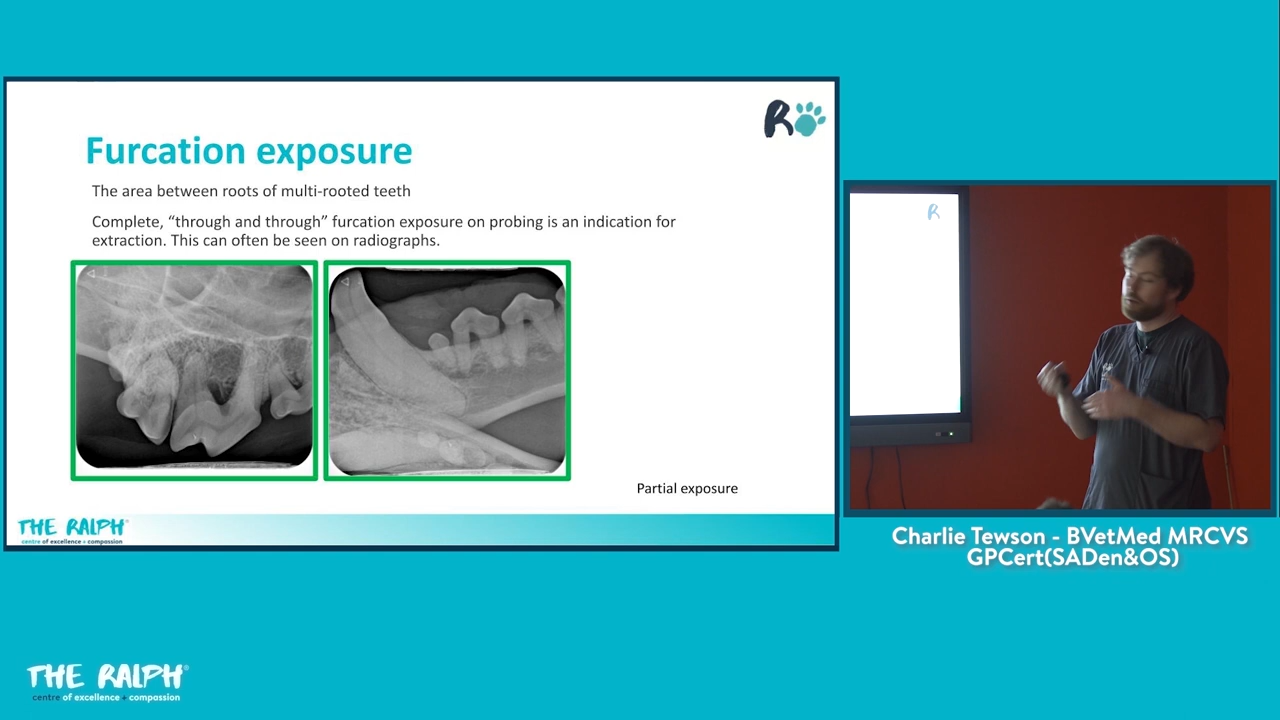 R
Furcation exposure
The area between roots of multi-rooted teeth
Complete, “through and through” furcation exposure on probing is an indication for
extraction. This can often be seen on radiographs.
Partial exposure
THE RALPH®
centre of excellence + compassion
R
Charlie Tewson - BVetMed MRCVS
GPCert(SADen&OS)
THE RALPH®
centre of excellence + compassion